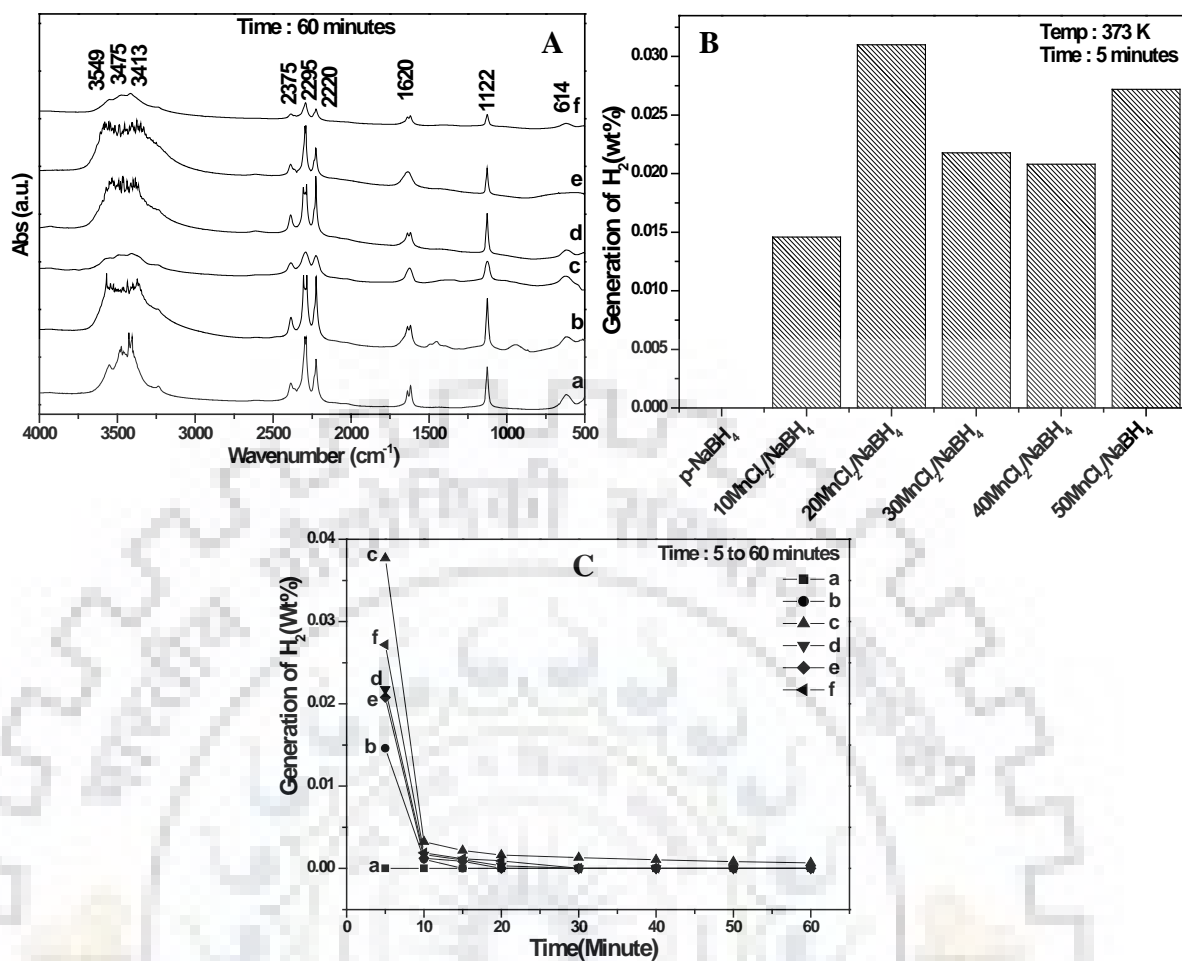 Time : 60 minutes
A
3549
3475
3413
2375
2295
2220
1620
1122
614
f
e
d
c
b
a
Abs (a.u.)
4000 3500 3000 2500 2000 1500 1000 500
Wavenumber (cm⁻¹)
B
Temp : 373 K
Time : 5 minutes
Generation of H₂(wt%)
0.030
0.025
0.020
0.015
0.010
0.005
0.000
p-NaBH₄
10MnCl₂/NaBH₄
20MnCl₂/NaBH₄
30MnCl₂/NaBH₄
40MnCl₂/NaBH₄
50MnCl₂/NaBH₄
C
Time : 5 to 60 minutes
Generation of H₂(Wt%)
0.04
0.03
0.02
0.01
0.00
c
f
d
e
b
a
a
b
c
d
e
f
0 10 20 30 40 50 60
Time(Minute)